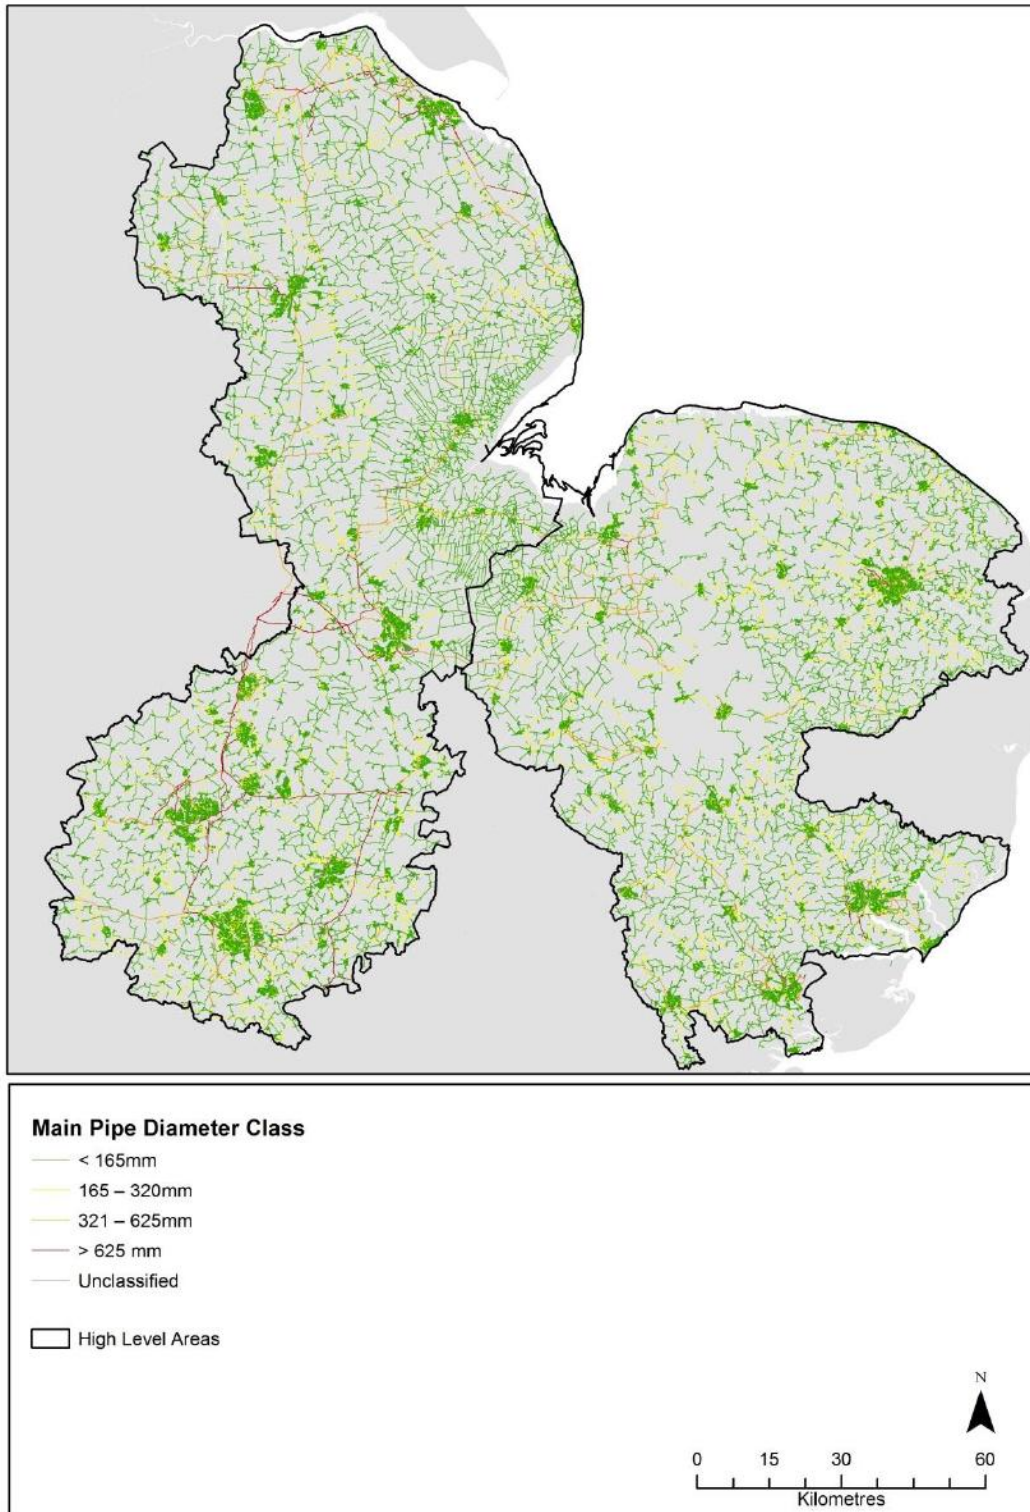 Main Pipe Diameter Class
< 165mm
165 – 320mm
321 – 625mm
> 625 mm
Unclassified
High Level Areas
N
0 15 30 60
Kilometres